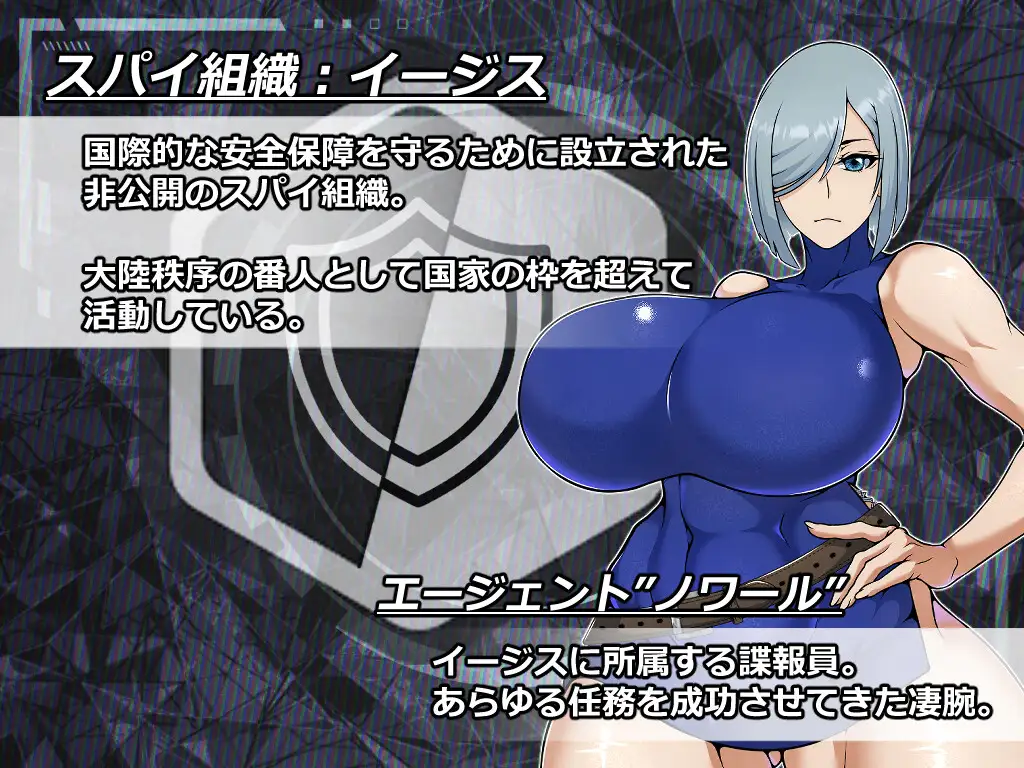 スパイ組織：イージス
国際的な安全保障を守るために設立された
非公開のスパイ組織。
大陸秩序の番人として国家の枠を超えて
活動している。
エージェント"ノワール"
イージスに所属する諜報員。
あらゆる任務を成功させてきた凄腕。